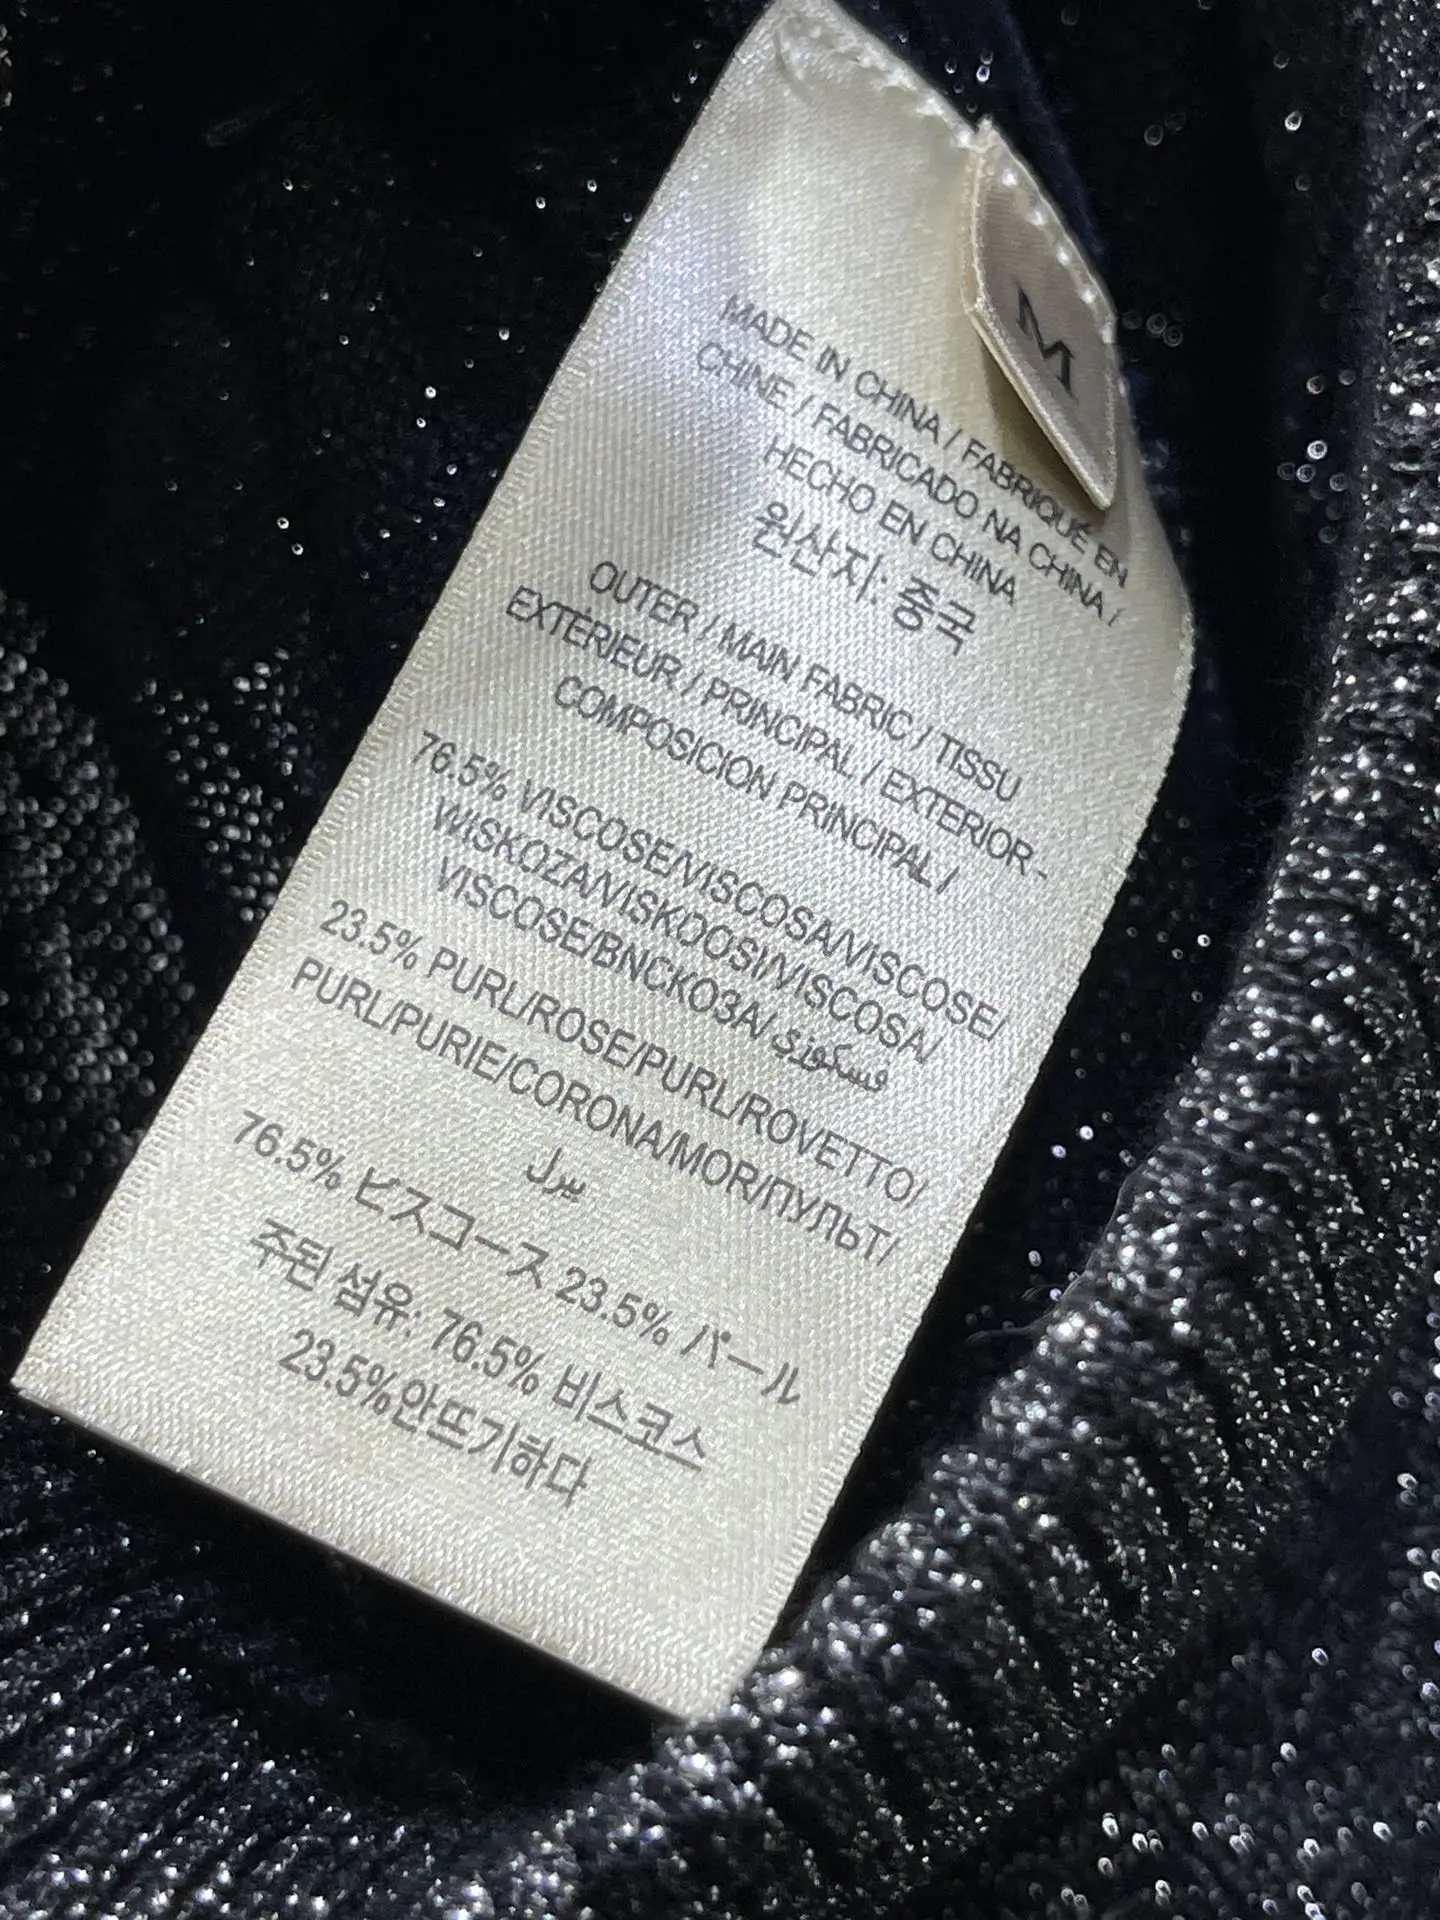 M
MADE IN CHINA / FABRIQUÉ EN
CHINE / FABRICADO NA CHINA /
HECHO EN CHINA
원산지: 중국
OUTER / MAIN FABRIC / TISSU
EXTÉRIEUR / PRINCIPAL / EXTERIOR -
COMPOSICION PRINCIPAL /
76.5% VISCOSE/VISCOSA/VISCOSE/
WISKOZA/VISKOOSI/VISCOSA/
VISCOSE/BNCKO3A/فسكوزي
23.5% PURL/ROSE/PURL/ROVETTO/
PURL/PURIE/CORONA/MOR/ПУЛЬТ/
بيرل
76.5% ビスコース 23.5% パール
주된 섬유: 76.5% 비스코스
23.5%안뜨기하다